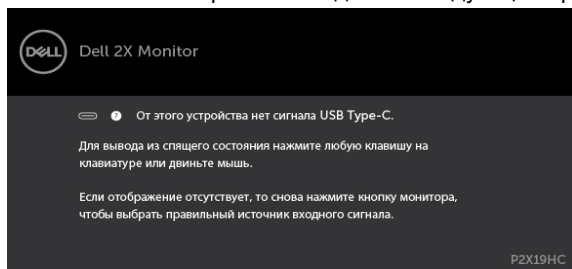 DELL Dell 2X Monitor
? От этого устройства нет сигнала USB Type-C.
Для вывода из спящего состояния нажмите любую клавишу на
клавиатуре или двиньте мышь.
Если отображение отсутствует, то снова нажмите кнопку монитора,
чтобы выбрать правильный источник входного сигнала.
P2X19HC